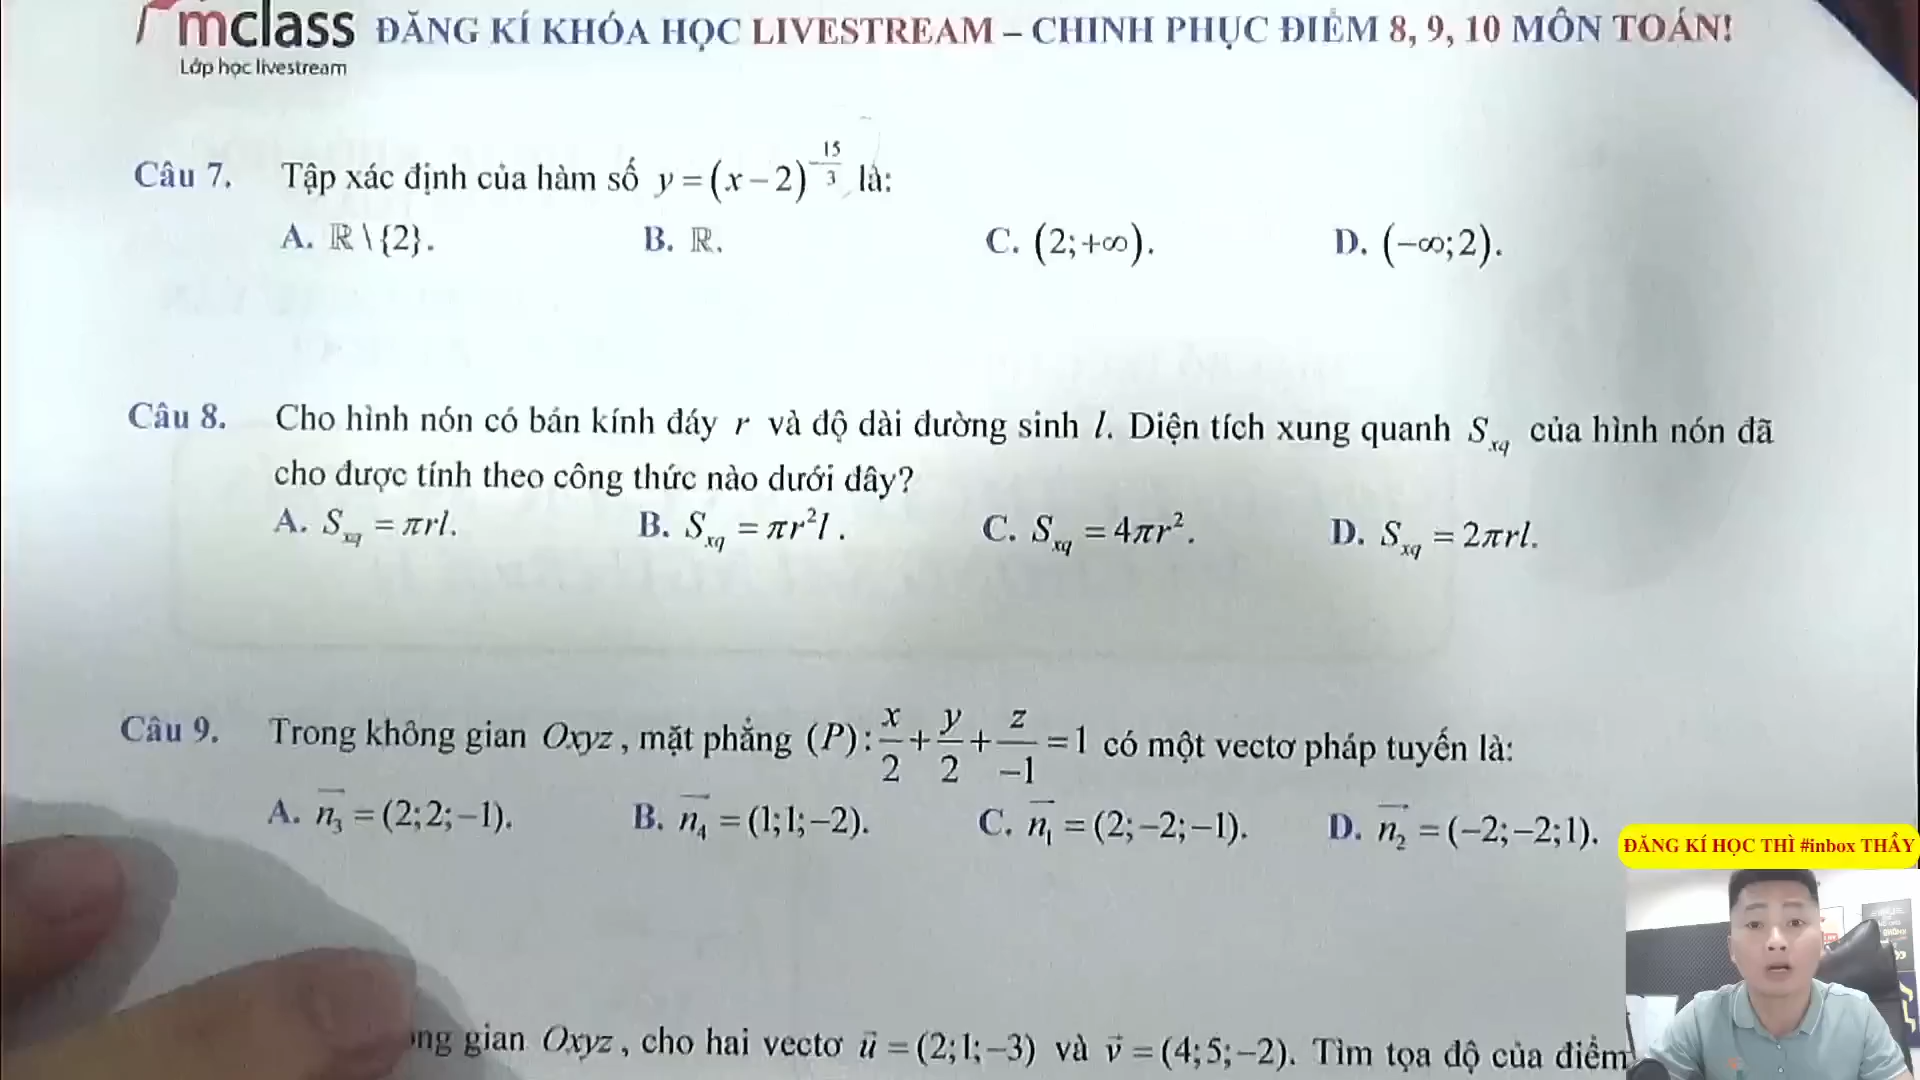 mclass ĐĂNG KÍ KHÓA HỌC LIVESTREAM – CHINH PHỤC ĐIỂM 8, 9, 10 MÔN TOÁN!
Lớp học livestream
Câu 7. Tập xác định của hàm số y = (x − 2)^(−15/3) là:
A. ℝ \ {2}. B. ℝ. C. (2; +∞). D. (−∞; 2).
Câu 8. Cho hình nón có bán kính đáy r và độ dài đường sinh l. Diện tích xung quanh S_xq của hình nón đã
cho được tính theo công thức nào dưới đây?
A. S_xq = πrl. B. S_xq = πr²l . C. S_xq = 4πr². D. S_xq = 2πrl.
Câu 9. Trong không gian Oxyz , mặt phẳng (P): x/2 + y/2 + z/−1 = 1 có một vectơ pháp tuyến là:
A. n₃ = (2; 2; −1). B. n₄ = (1; 1; −2). C. n₁ = (2; −2; −1). D. n₂ = (−2; −2; 1).
ĐĂNG KÍ HỌC THÌ #inbox THẦY
gian Oxyz , cho hai vectơ u = (2; 1; −3) và v = (4; 5; −2). Tìm tọa độ của điểm